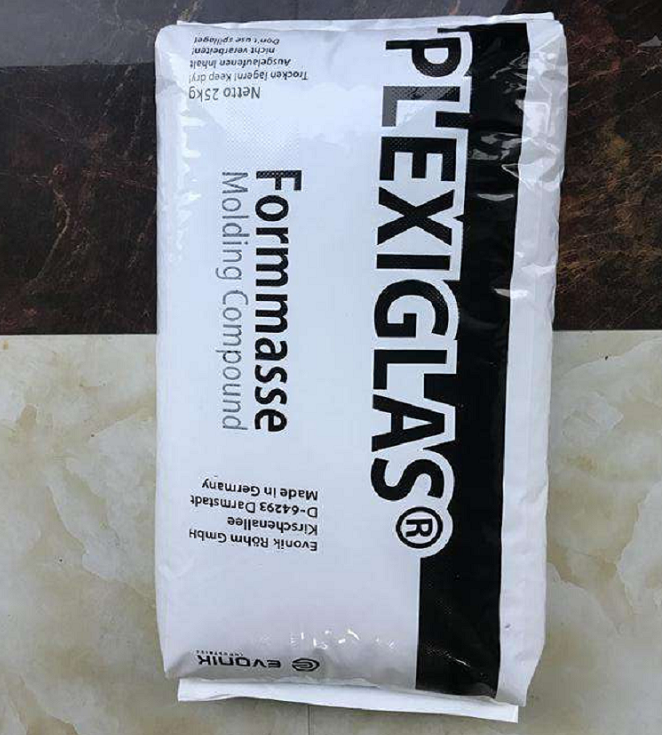 PLEXIGLAS®
Formmasse
Molding Compound
Netto 25kg
Trocken lagern! Keep dry!
Ausgelaufenen Inhalt
nicht verarbeiten!
Don't use spillage!
Evonik Röhm GmbH
Kirschenallee
D-64293 Darmstadt
Made in Germany
EVONIK
INDUSTRIES